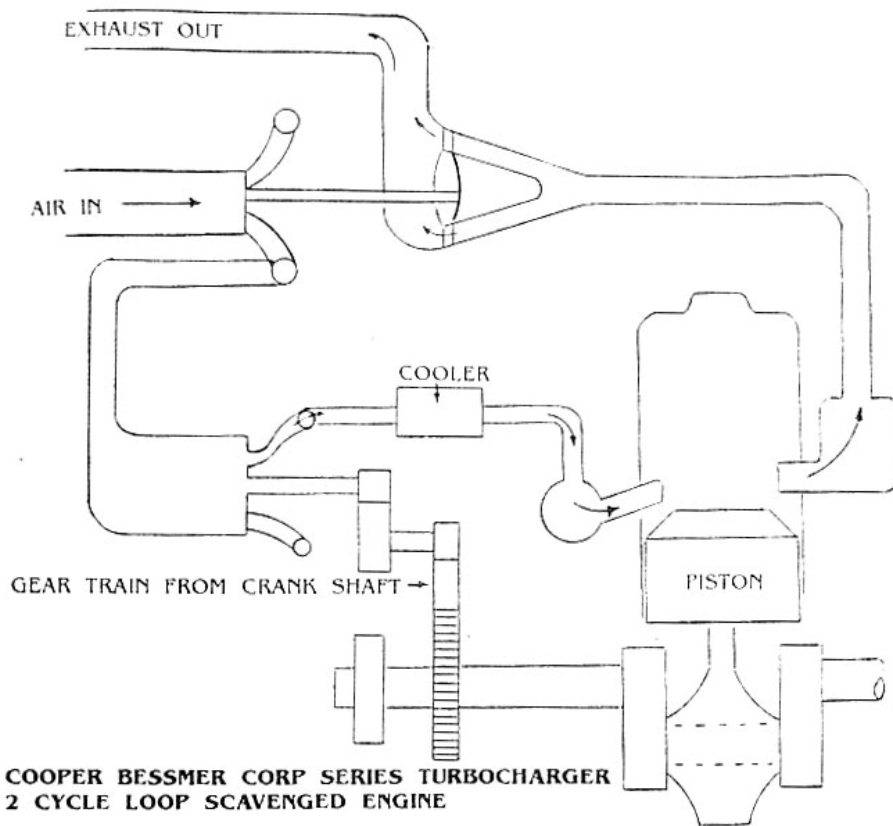 EXHAUST OUT
AIR IN
COOLER
GEAR TRAIN FROM CRANK SHAFT
PISTON
COOPER BESSMER CORP SERIES TURBOCHARGER
2 CYCLE LOOP SCAVENGED ENGINE